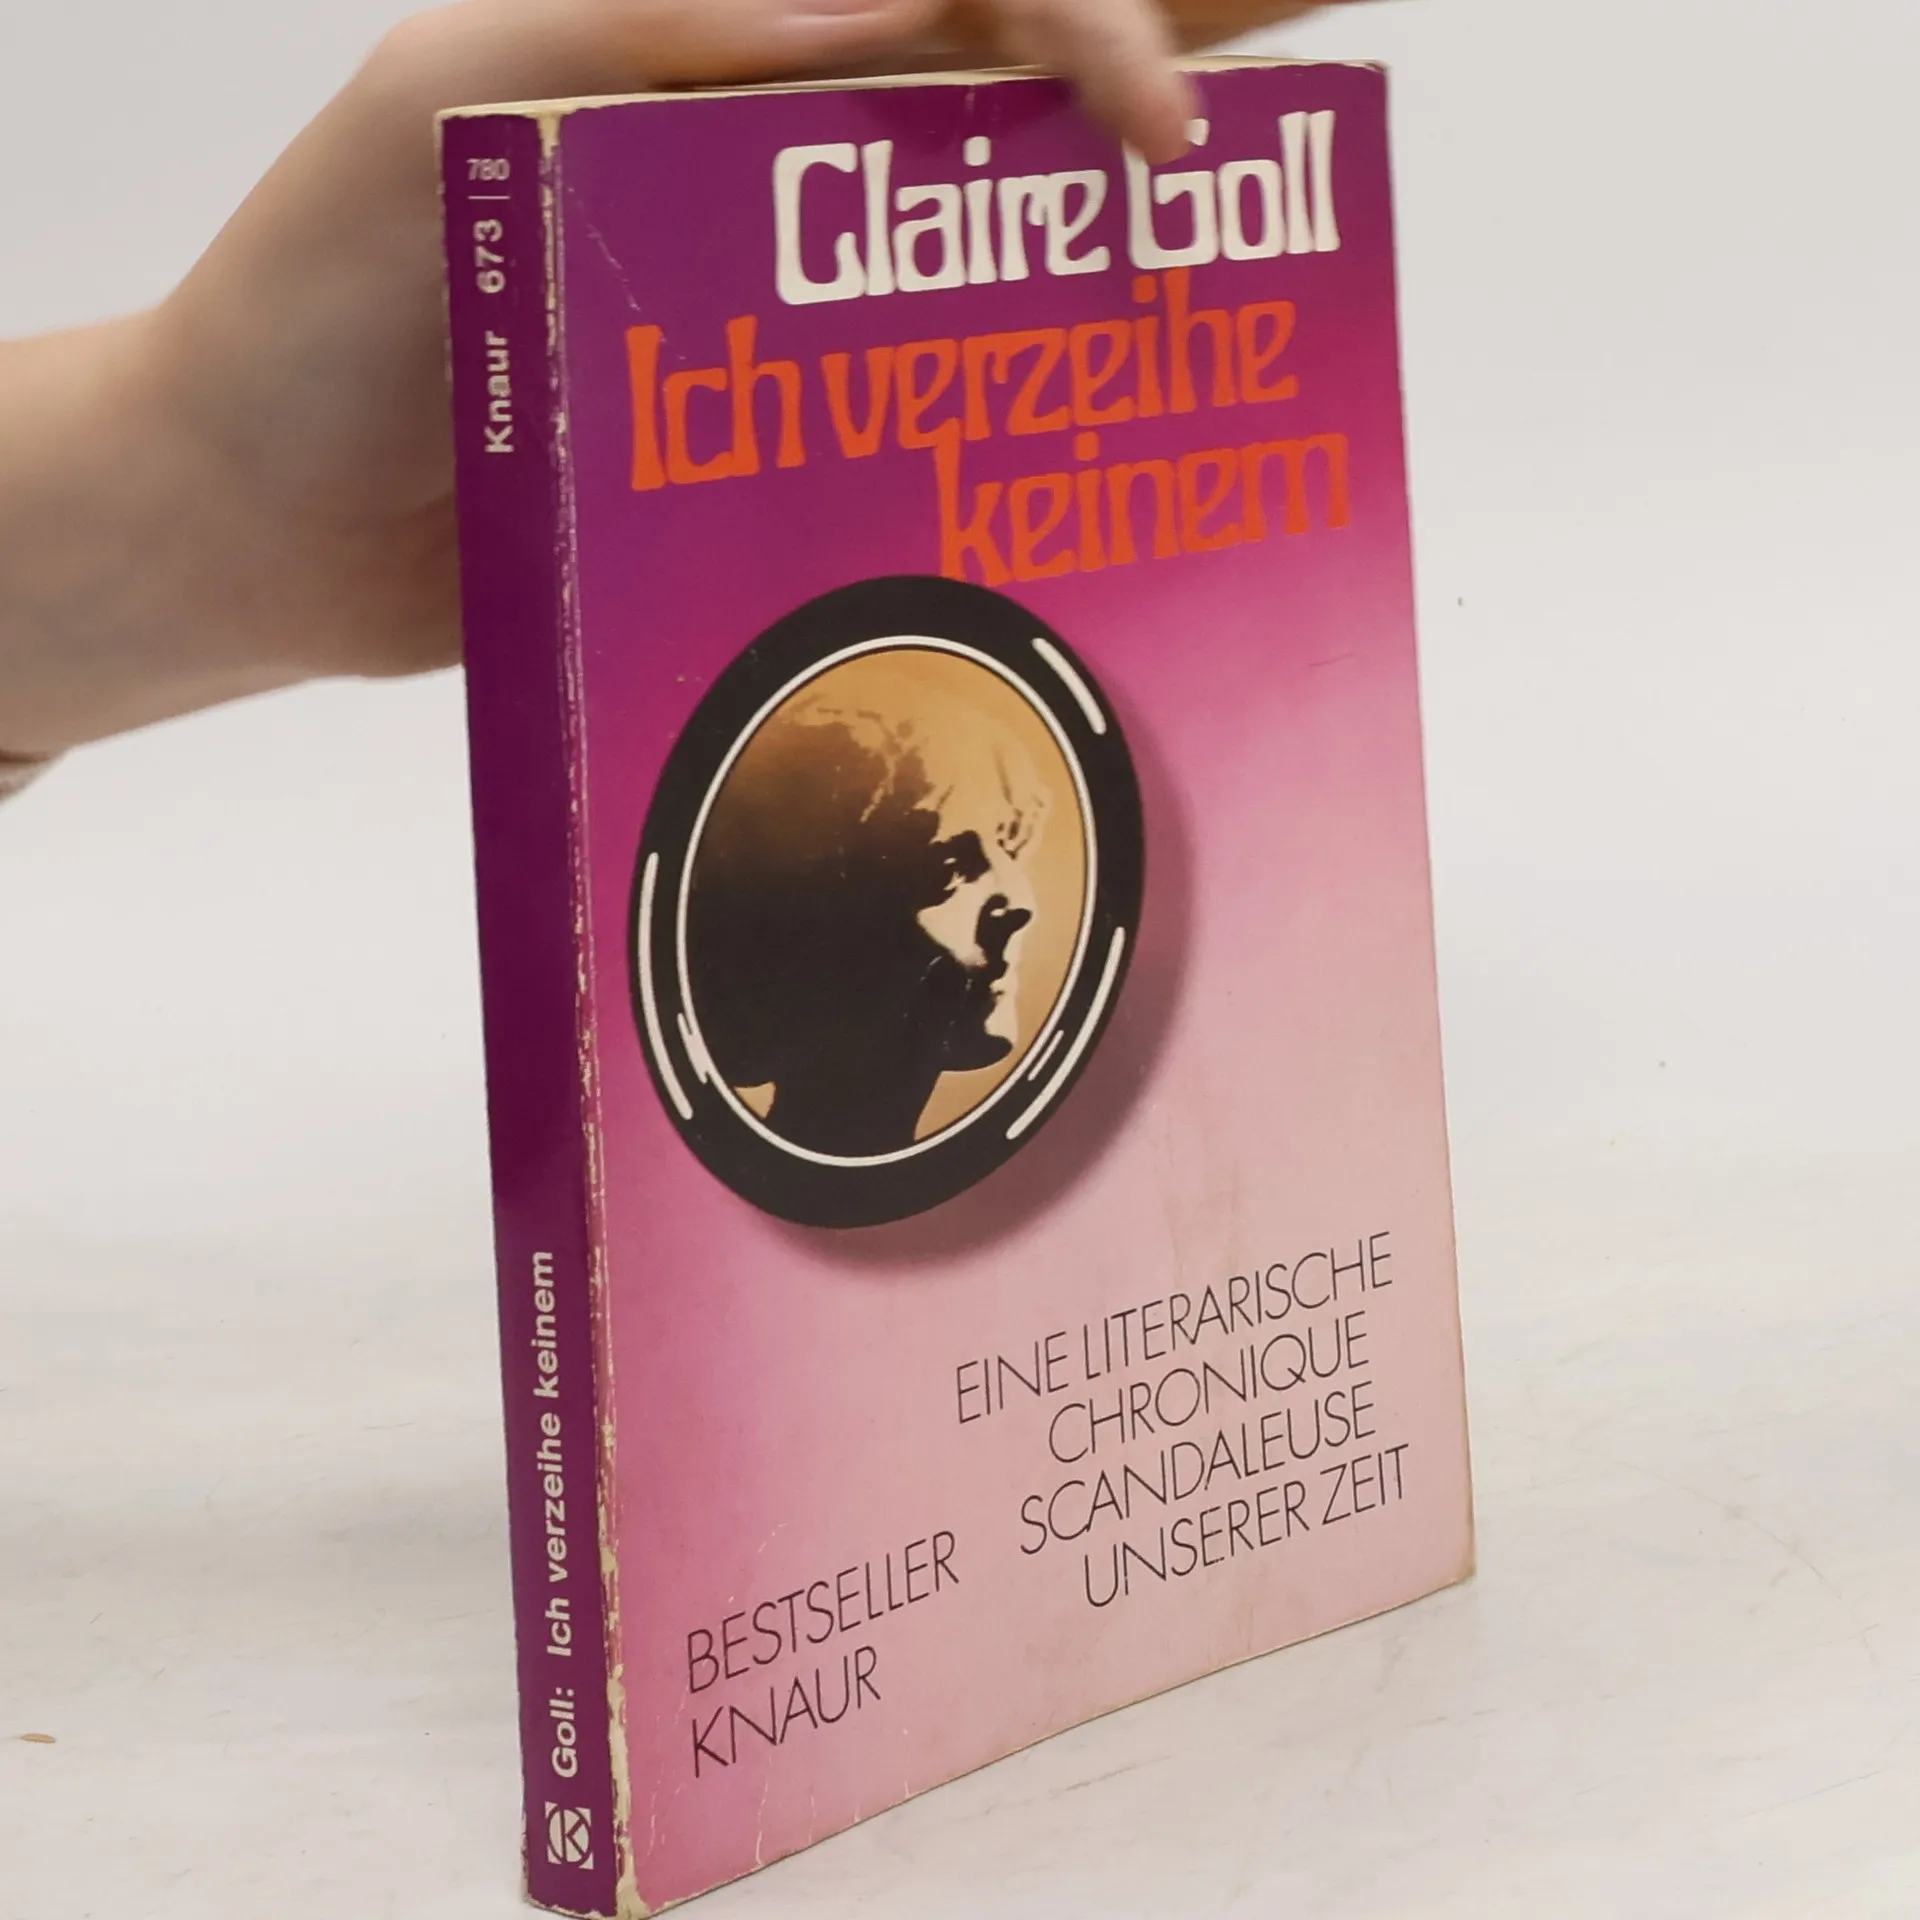 Claire Goll
Ich verzeihe
keinem
EINE LITERARISCHE
CHRONIQUE
SCANDALEUSE
UNSERER ZEIT
BESTSELLER
KNAUR
780
Knaur 673
Goll: Ich verzeihe keinem